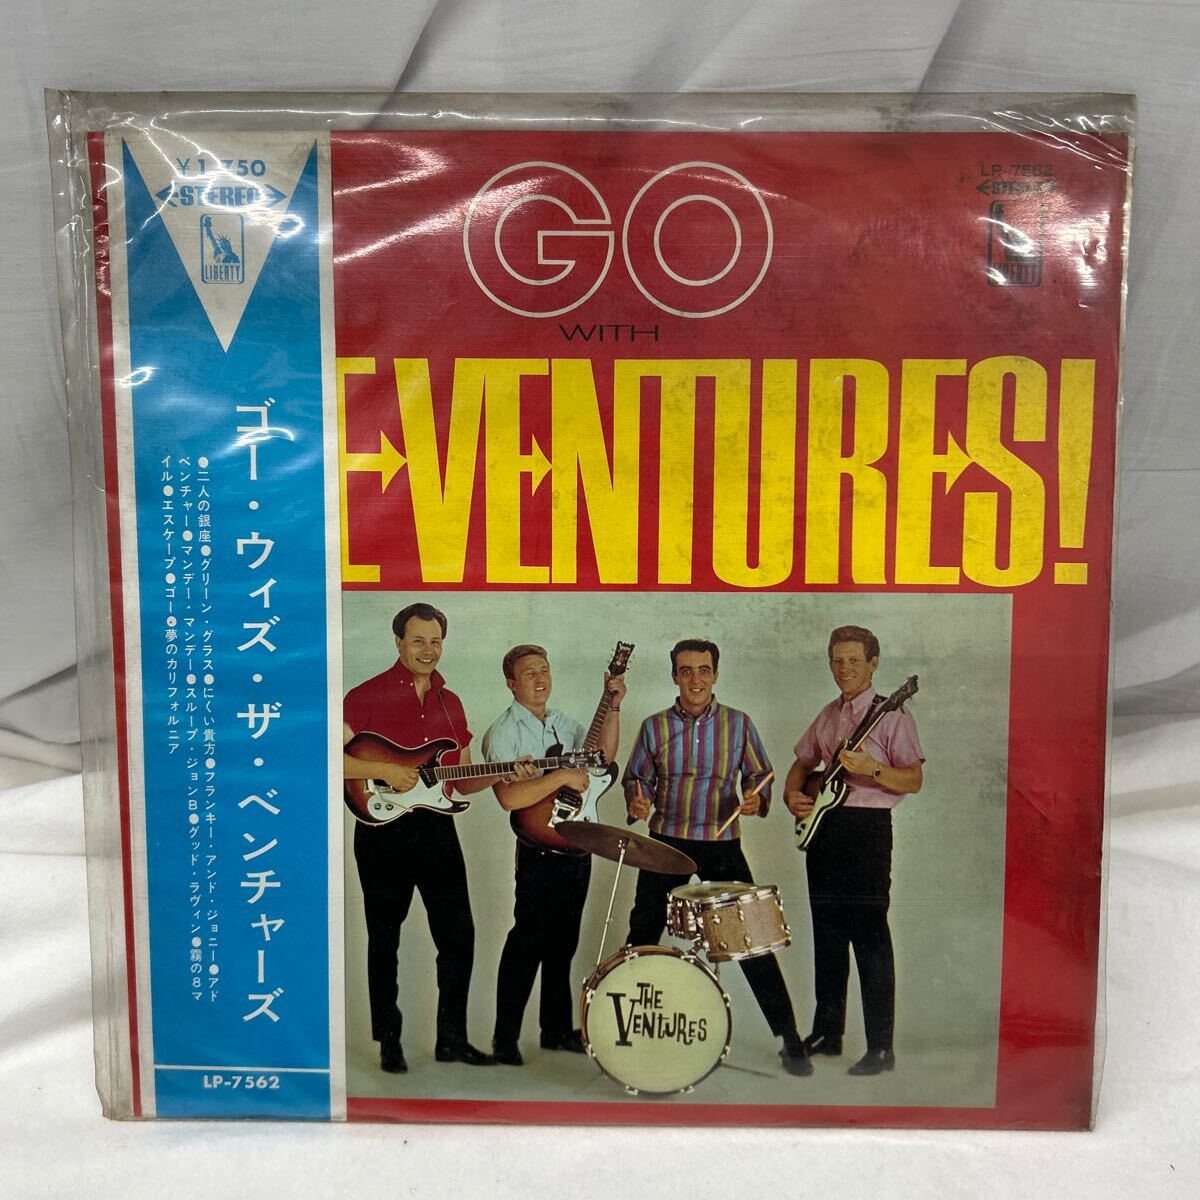 ¥1,750
STEREO
LIBERTY
ゴー・ウィズ・ザ・ベンチャーズ
●二人の銀座●グリーン・グラス●にくい貴方●フランキー・アンド・ジョニー●アド
ベンチャー●マンデー・マンデー●スループ・ジョンB●グッド・ラヴィン●霧の8マ
イル●エスケープ●ゴー●夢のカリフォルニア
LP-7562
GO
LP-7562
STEREO
LIBERTY
WITH
E VENTURES!
THE
VENTURES